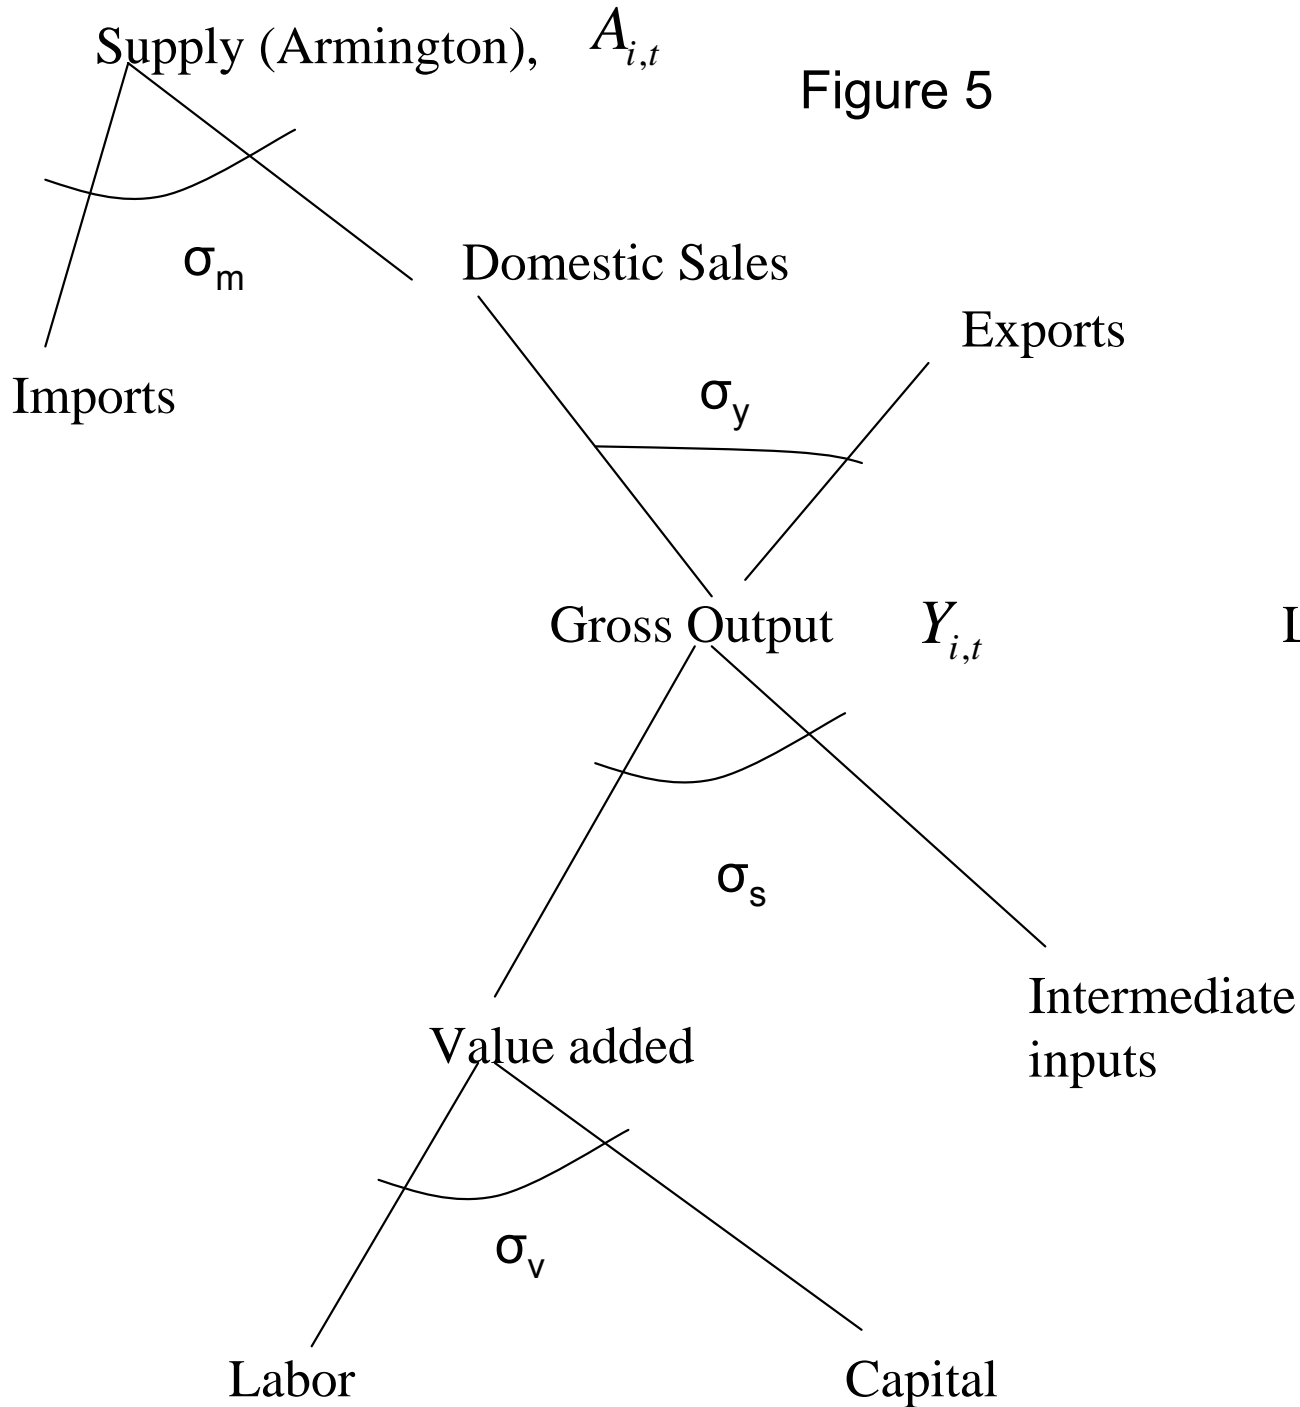 Supply (Armington), A_{i,t}
Figure 5
σ_m
Domestic Sales
Exports
Imports
σ_y
Gross Output Y_{i,t}
σ_s
Intermediate
inputs
Value added
σ_v
Labor
Capital